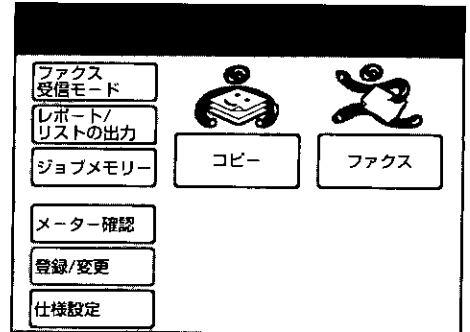 ファクス
受信モード
レポート/
リストの出力
ジョブメモリー
コピー
ファクス
メーター確認
登録/変更
仕様設定